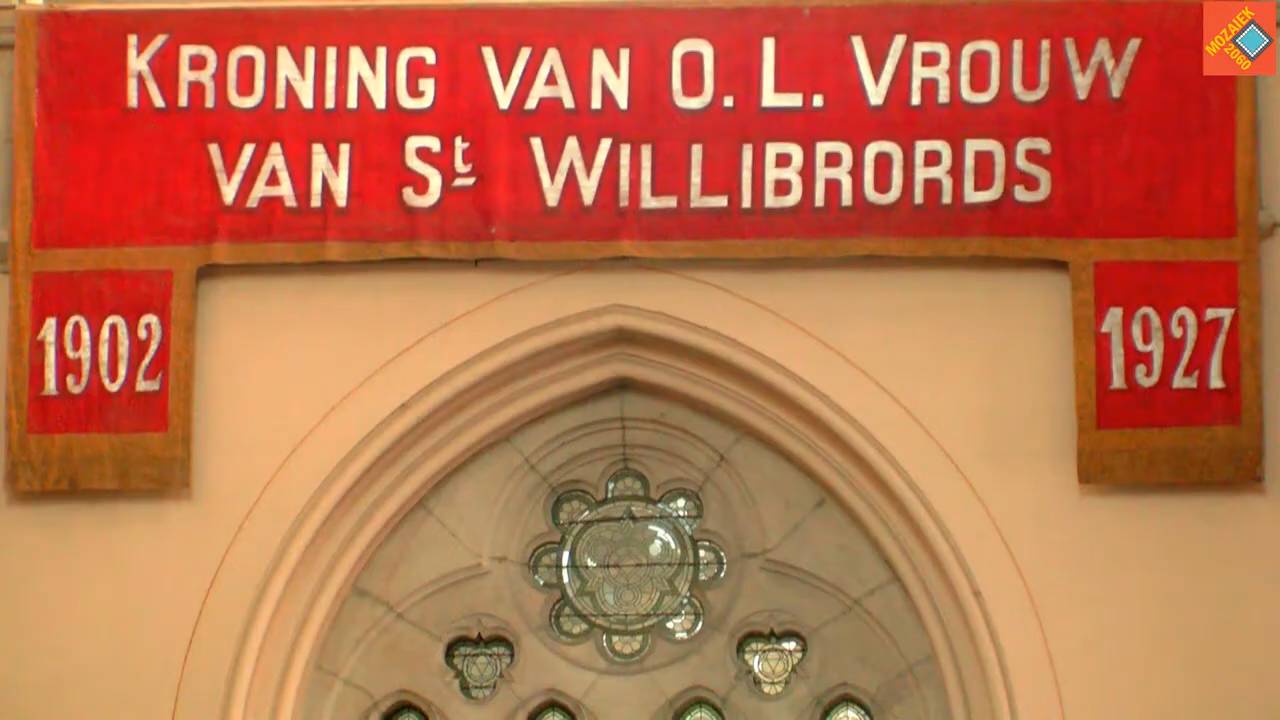 KRONING VAN O. L. VROUW
VAN St WILLIBRORDS
1902
1927
MOZAIEK
2060